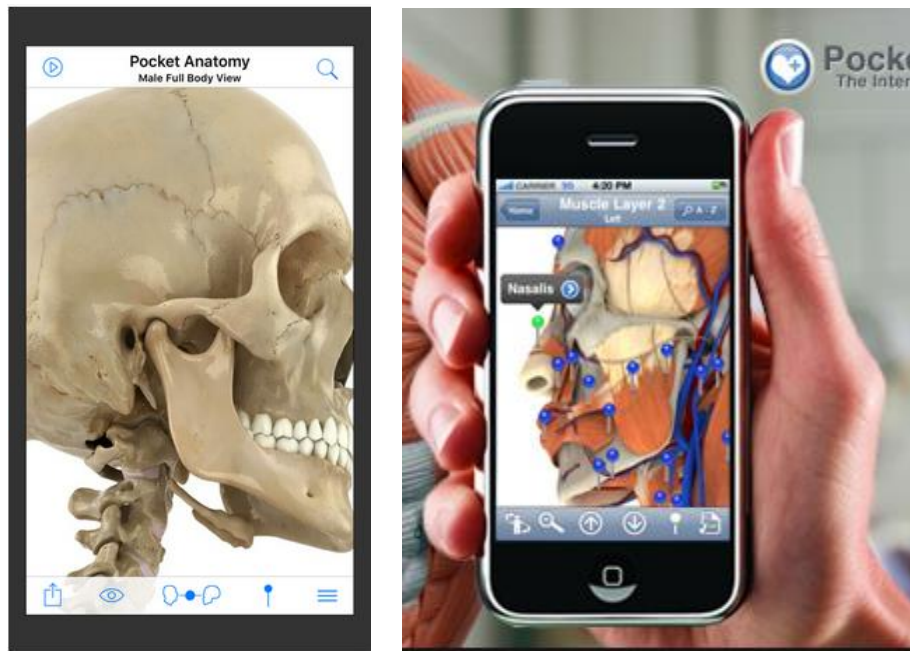 Pocket Anatomy
Male Full Body View
Pocke
The Inter
CARRIER 3G 4:20 PM
Home
Muscle Layer 2
Left
A - Z
Nasalis